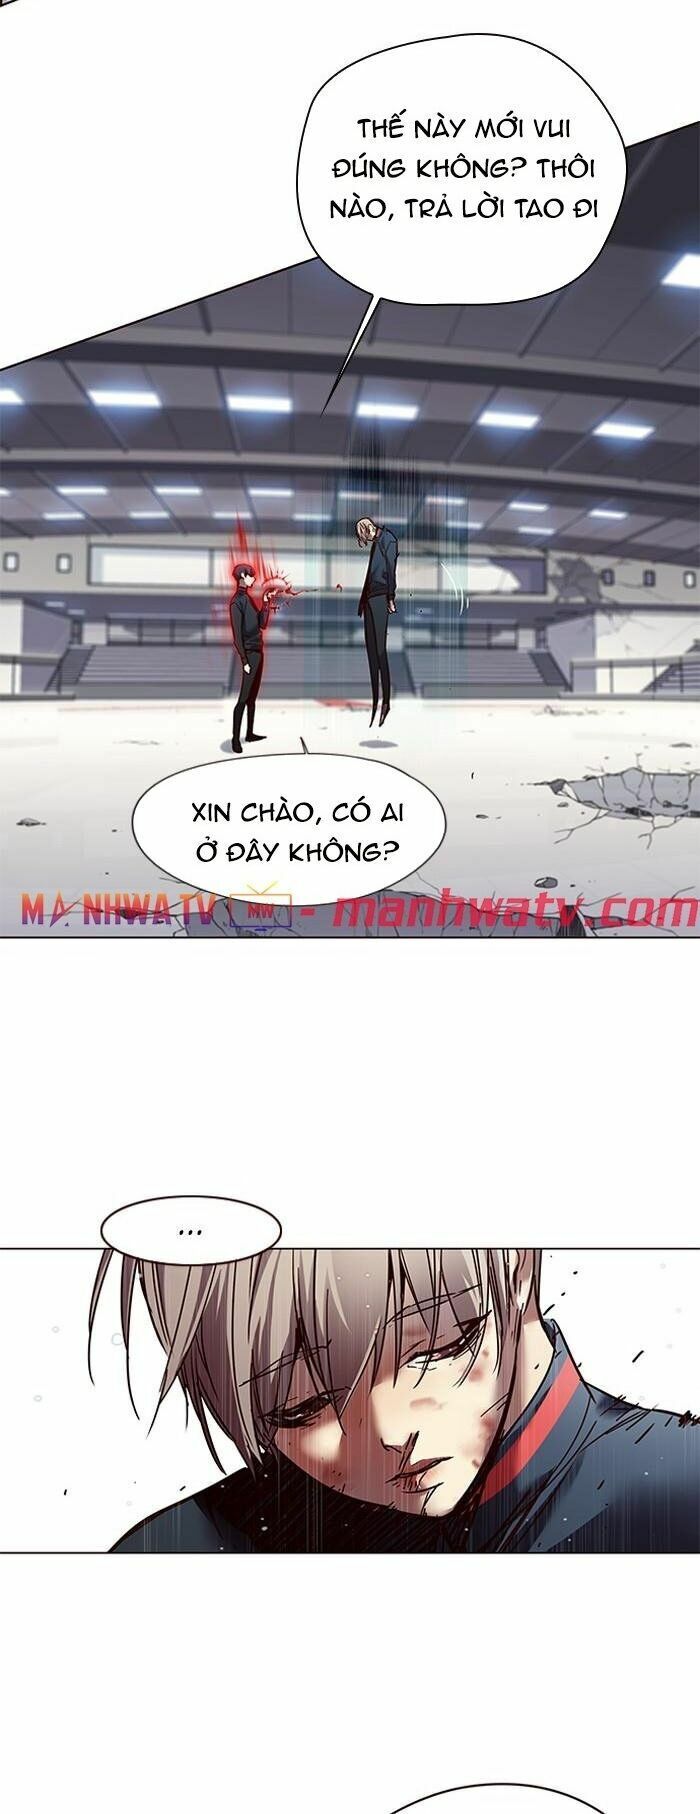 THẾ NÀY MỚI VUI
ĐÚNG KHÔNG? THÔI
NÀO, TRẢ LỜI TAO ĐI
XIN CHÀO, CÓ AI
Ở ĐÂY KHÔNG?
MANHWATV MW - manhwatv.com
...